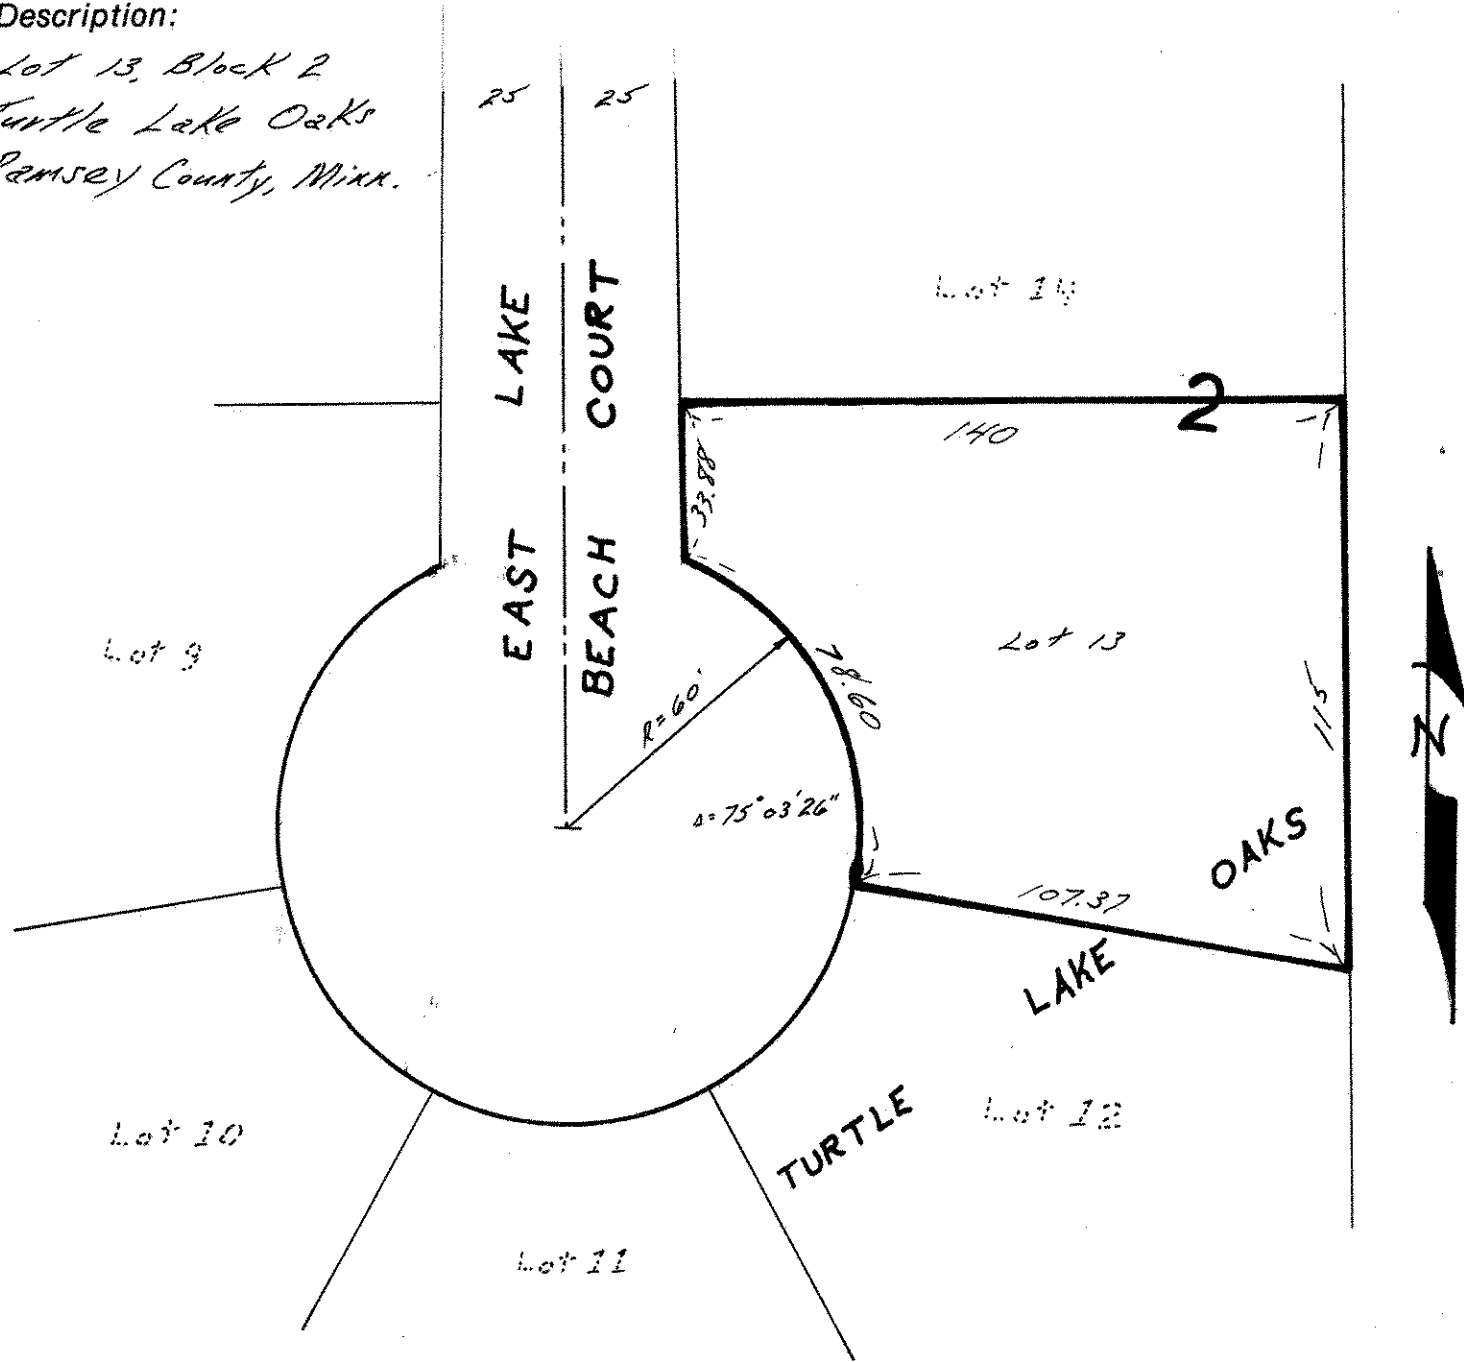 Description:
Lot 13, Block 2
Turtle Lake Oaks
Ramsey County, Minn.
25
25
EAST LAKE
BEACH COURT
Lot 14
2
140
33.88
Lot 9
R=60'
78.60
Lot 13
115
N
Δ=75°03'26"
107.37
TURTLE LAKE OAKS
Lot 10
Lot 12
Lot 11